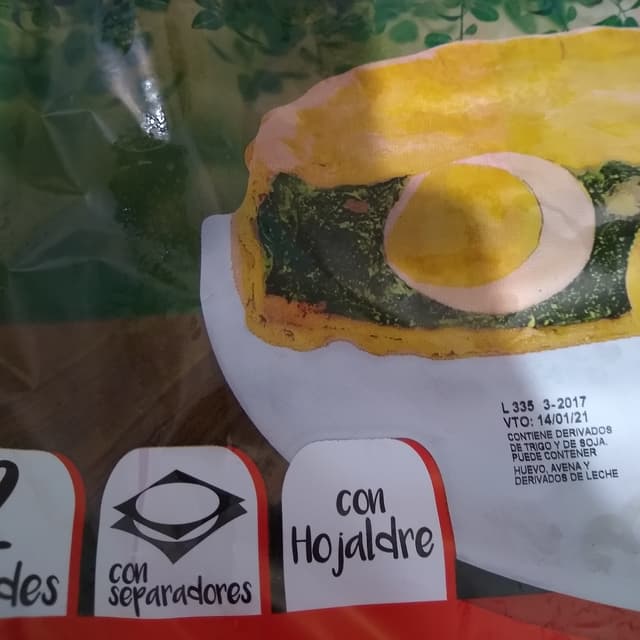 L 335 3-2017
VTO: 14/01/21
CONTIENE DERIVADOS
DE TRIGO Y DE SOJA.
PUEDE CONTENER
HUEVO, AVENA Y
DERIVADOS DE LECHE
con
Hojaldre
con
separadores
2
des